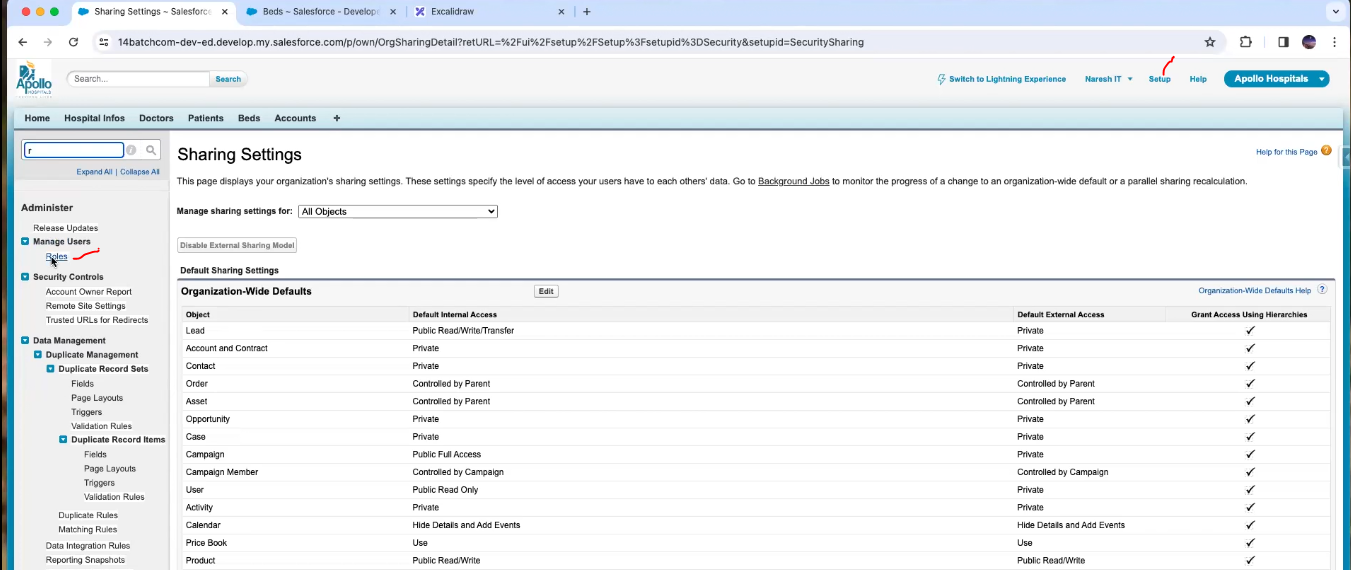 Sharing Settings ~ Salesforce
Beds ~ Salesforce - Develop
Excalidraw
14batchcom-dev-ed.develop.my.salesforce.com/p/own/OrgSharingDetail?retURL=%2Fui%2Fsetup%2FSetup%3Fsetupid%3DSecurity&setupid=SecuritySharing
Apollo
HOSPITALS
Search...
Search
Switch to Lightning Experience
Naresh IT
Setup
Help
Apollo Hospitals
Home Hospital Infos Doctors Patients Beds Accounts +
r
Expand All | Collapse All
Administer
Release Updates
Manage Users
Roles
Security Controls
Account Owner Report
Remote Site Settings
Trusted URLs for Redirects
Data Management
Duplicate Management
Duplicate Record Sets
Fields
Page Layouts
Triggers
Validation Rules
Duplicate Record Items
Fields
Page Layouts
Triggers
Validation Rules
Duplicate Rules
Matching Rules
Data Integration Rules
Reporting Snapshots
Sharing Settings
Help for this Page ?
This page displays your organization's sharing settings. These settings specify the level of access your users have to each others' data. Go to Background Jobs to monitor the progress of a change to an organization-wide default or a parallel sharing recalculation.
Manage sharing settings for: All Objects
Disable External Sharing Model
Default Sharing Settings
Organization-Wide Defaults Edit Organization-Wide Defaults Help ?
Object Default Internal Access Default External Access Grant Access Using Hierarchies
Lead Public Read/Write/Transfer Private ✓
Account and Contract Private Private ✓
Contact Private Private ✓
Order Controlled by Parent Controlled by Parent ✓
Asset Controlled by Parent Controlled by Parent ✓
Opportunity Private Private ✓
Case Private Private ✓
Campaign Public Full Access Private ✓
Campaign Member Controlled by Campaign Controlled by Campaign ✓
User Public Read Only Private ✓
Activity Private Private ✓
Calendar Hide Details and Add Events Hide Details and Add Events ✓
Price Book Use Use ✓
Product Public Read/Write Public Read/Write ✓